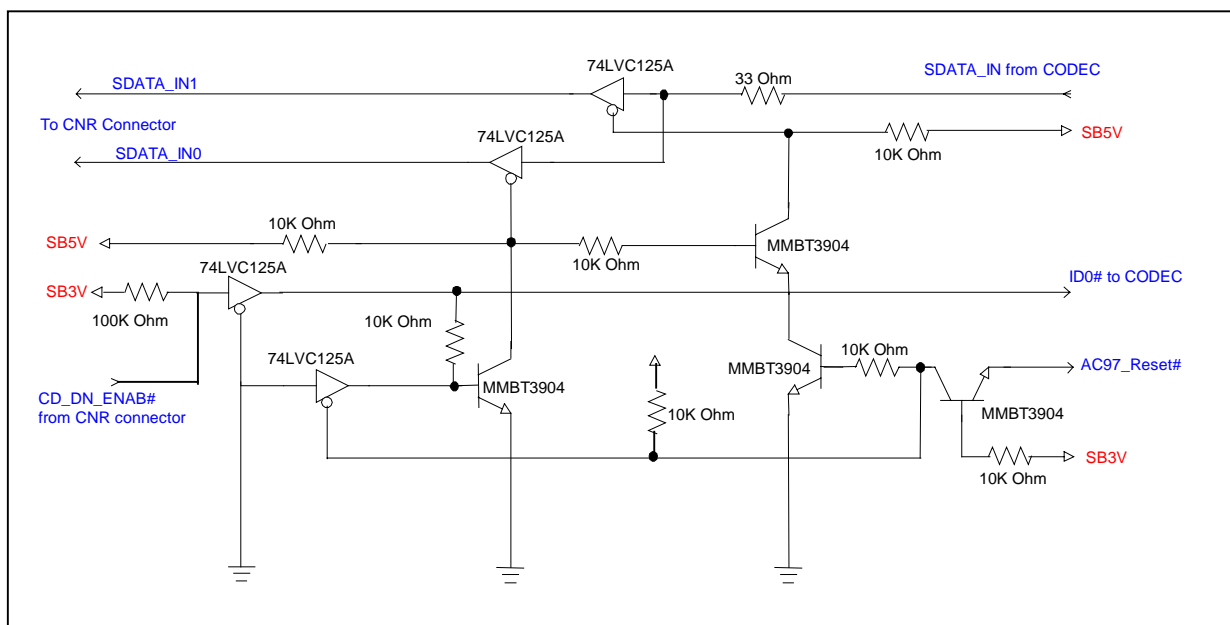 74LVC125A
SDATA_IN1
33 Ohm
SDATA_IN from CODEC
To CNR Connector
74LVC125A
SB5V
10K Ohm
SDATA_IN0
10K Ohm
SB5V
10K Ohm
MMBT3904
74LVC125A
SB3V
ID0# to CODEC
100K Ohm
10K Ohm
74LVC125A
10K Ohm
AC97_Reset#
MMBT3904
MMBT3904
CD_DN_ENAB#
from CNR connector
10K Ohm
MMBT3904
SB3V
10K Ohm